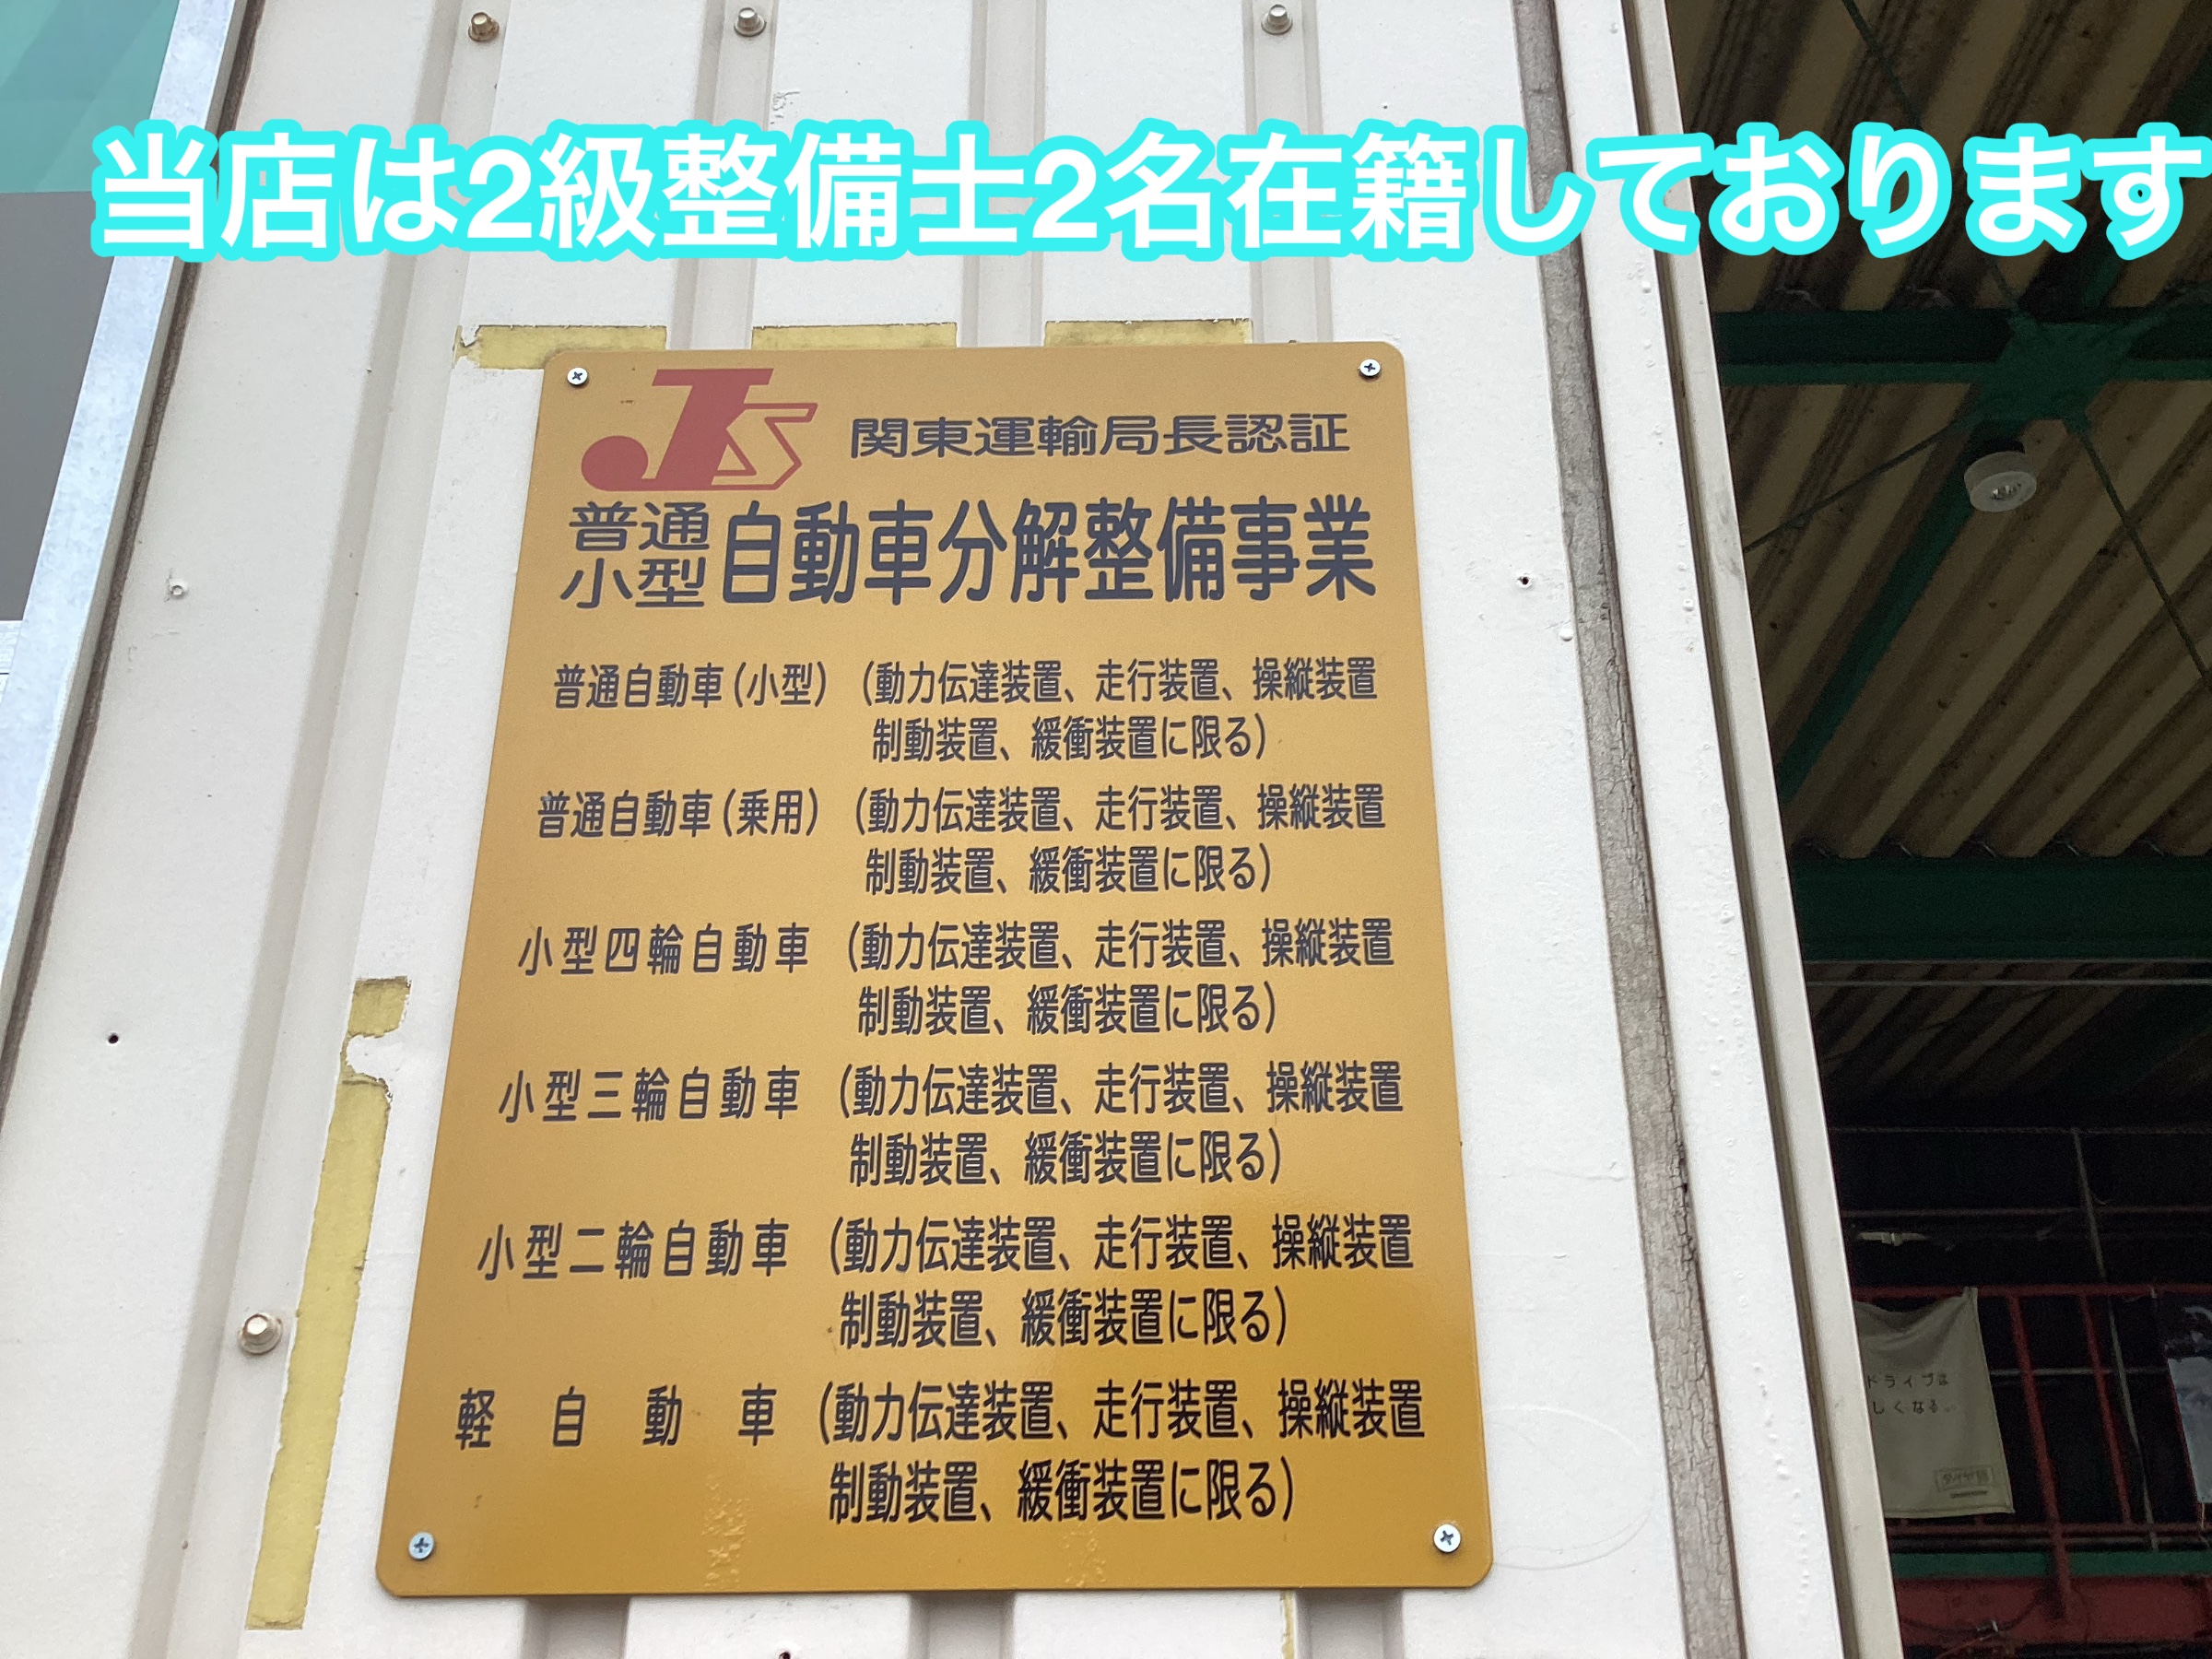 当店は2級整備士2名在籍しております
JKS 関東運輸局長認証
普通
小型 自動車分解整備事業
普通自動車(小型) (動力伝達装置、走行装置、操縦装置
制動装置、緩衝装置に限る)
普通自動車(乗用) (動力伝達装置、走行装置、操縦装置
制動装置、緩衝装置に限る)
小型四輪自動車 (動力伝達装置、走行装置、操縦装置
制動装置、緩衝装置に限る)
小型三輪自動車 (動力伝達装置、走行装置、操縦装置
制動装置、緩衝装置に限る)
小型二輪自動車 (動力伝達装置、走行装置、操縦装置
制動装置、緩衝装置に限る)
軽自動車 (動力伝達装置、走行装置、操縦装置
制動装置、緩衝装置に限る)
ドライブは
しくなる